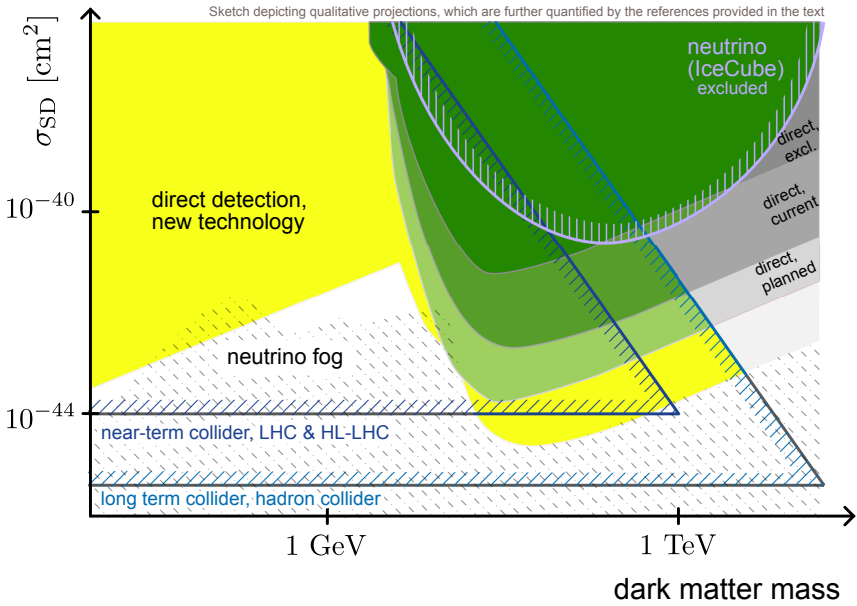 Sketch depicting qualitative projections, which are further quantified by the references provided in the text
σSD [cm²]
neutrino
(IceCube)
excluded
direct,
excl.
direct,
current
direct,
planned
direct detection,
new technology
10⁻⁴⁰
neutrino fog
10⁻⁴⁴
near-term collider, LHC & HL-LHC
long term collider, hadron collider
1 GeV
1 TeV
dark matter mass